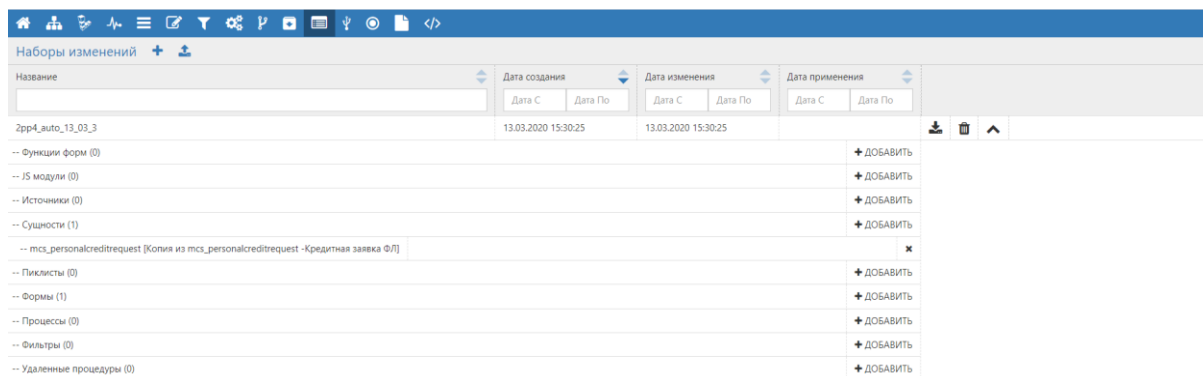 Наборы изменений
Название Дата создания Дата изменения Дата применения
Дата С Дата По Дата С Дата По Дата С Дата По
2pp4_auto_13_03_3 13.03.2020 15:30:25 13.03.2020 15:30:25
-- Функции форм (0) + ДОБАВИТЬ
-- JS модули (0) + ДОБАВИТЬ
-- Источники (0) + ДОБАВИТЬ
-- Сущности (1) + ДОБАВИТЬ
-- mcs_personalcreditrequest [Копия из mcs_personalcreditrequest -Кредитная заявка ФЛ]
-- Пиклисты (0) + ДОБАВИТЬ
-- Формы (1) + ДОБАВИТЬ
-- Процессы (0) + ДОБАВИТЬ
-- Фильтры (0) + ДОБАВИТЬ
-- Удаленные процедуры (0) + ДОБАВИТЬ